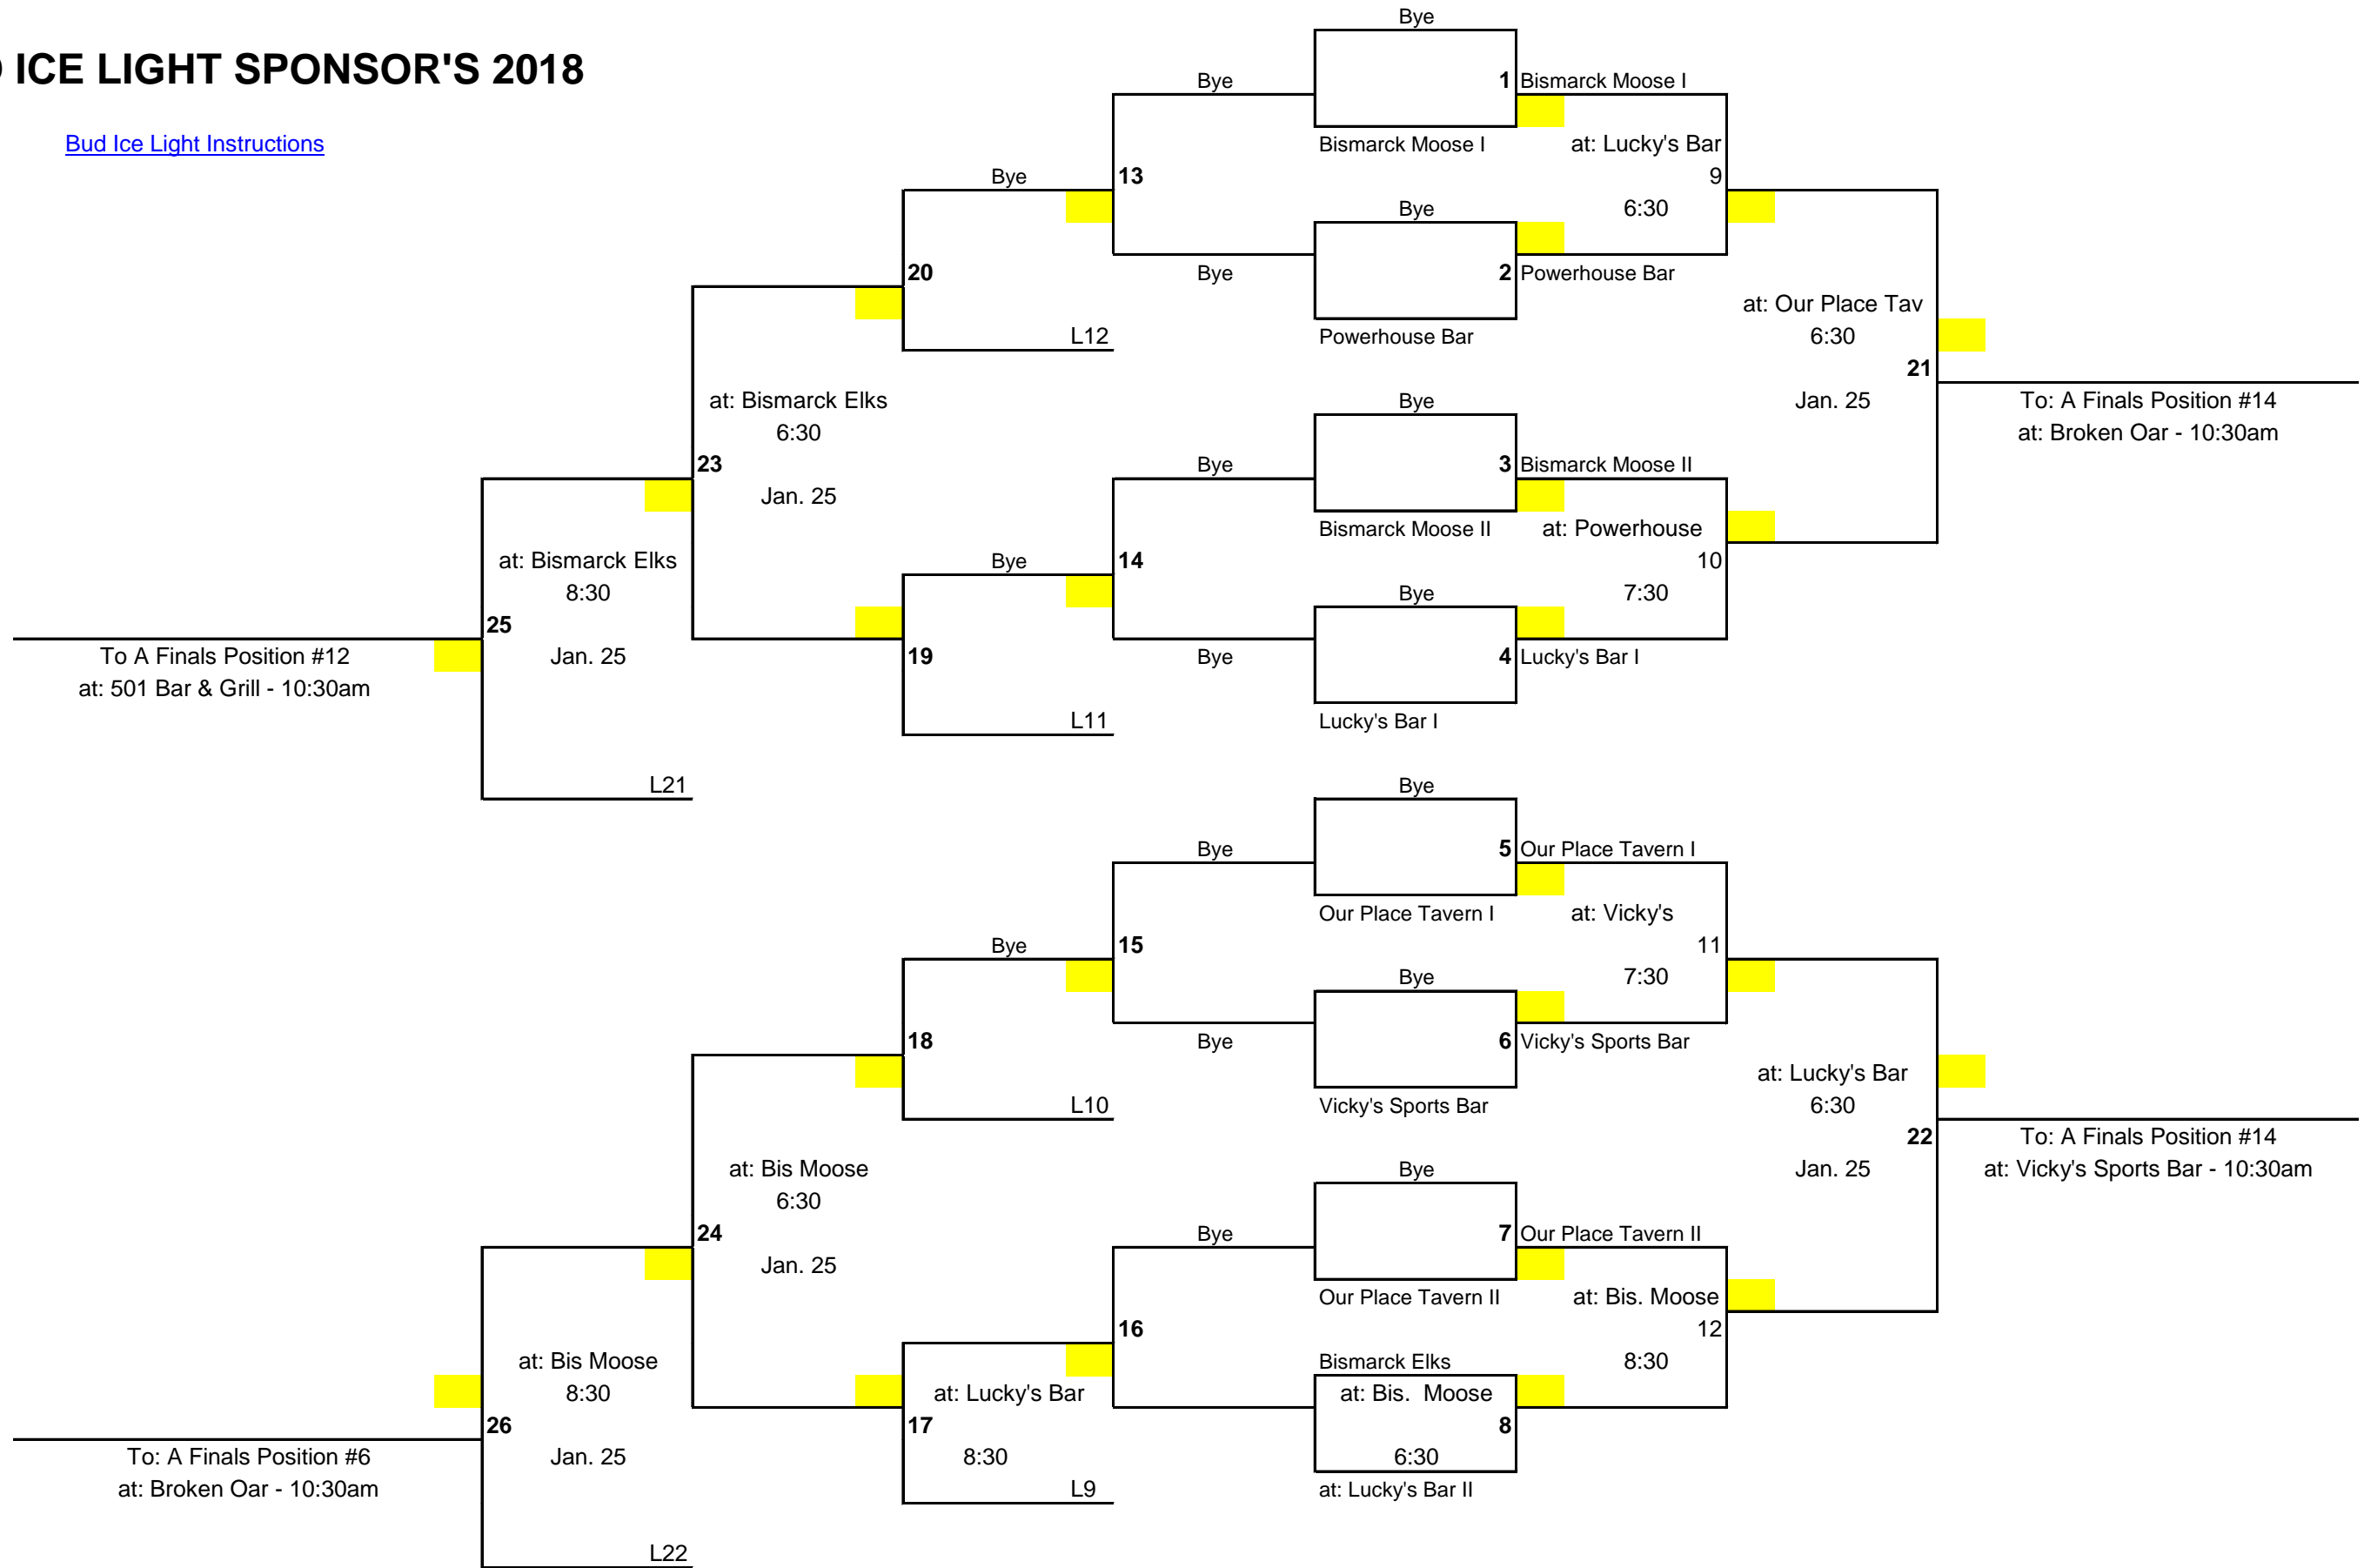 ICE LIGHT SPONSOR'S 2018
Bud Ice Light Instructions
Bye
Bye
1 Bismarck Moose I
Bismarck Moose I
at: Lucky's Bar
Bye
13
9
Bye
6:30
20
Bye
2 Powerhouse Bar
at: Our Place Tav
L12
Powerhouse Bar
6:30
21
at: Bismarck Elks
Bye
Jan. 25
To: A Finals Position #14
6:30
at: Broken Oar - 10:30am
23
Bye
3 Bismarck Moose II
Jan. 25
Bismarck Moose II
at: Powerhouse
at: Bismarck Elks
Bye
14
10
8:30
Bye
7:30
25
To A Finals Position #12
Jan. 25
19
Bye
4 Lucky's Bar I
at: 501 Bar & Grill - 10:30am
L11
Lucky's Bar I
L21
Bye
Bye
5 Our Place Tavern I
Our Place Tavern I
at: Vicky's
Bye
15
11
Bye
7:30
18
Bye
6 Vicky's Sports Bar
at: Lucky's Bar
L10
Vicky's Sports Bar
6:30
22
To: A Finals Position #14
at: Bis Moose
Bye
Jan. 25
at: Vicky's Sports Bar - 10:30am
6:30
24
Bye
7 Our Place Tavern II
Jan. 25
Our Place Tavern II
at: Bis. Moose
16
12
at: Bis Moose
Bismarck Elks
8:30
8:30
at: Lucky's Bar
at: Bis. Moose
26
17
8
To: A Finals Position #6
Jan. 25
8:30
6:30
at: Broken Oar - 10:30am
L9
at: Lucky's Bar II
L22